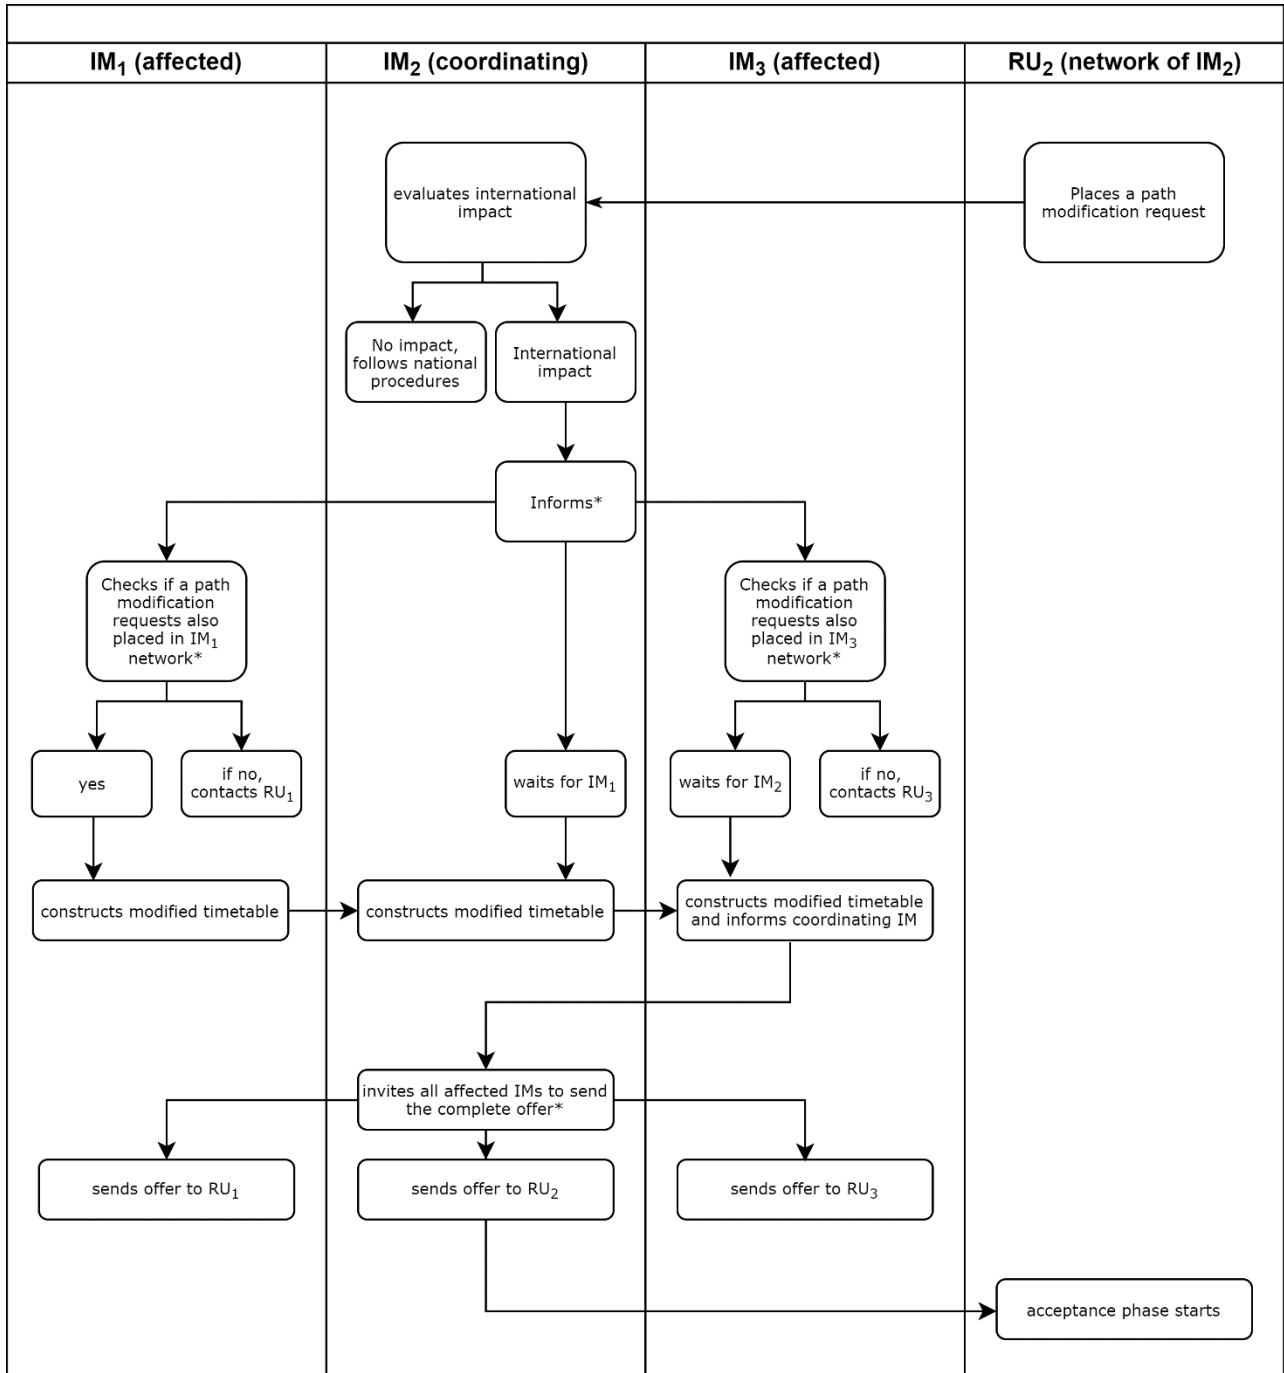 IM₁ (affected)
IM₂ (coordinating)
IM₃ (affected)
RU₂ (network of IM₂)
evaluates international
impact
Places a path
modification request
No impact,
follows national
procedures
International
impact
Informs*
Checks if a path
modification
requests also
placed in IM₁
network*
Checks if a path
modification
requests also
placed in IM₃
network*
yes
if no,
contacts RU₁
waits for IM₁
waits for IM₂
if no,
contacts RU₃
constructs modified timetable
constructs modified timetable
constructs modified timetable
and informs coordinating IM
invites all affected IMs to send
the complete offer*
sends offer to RU₁
sends offer to RU₂
sends offer to RU₃
acceptance phase starts